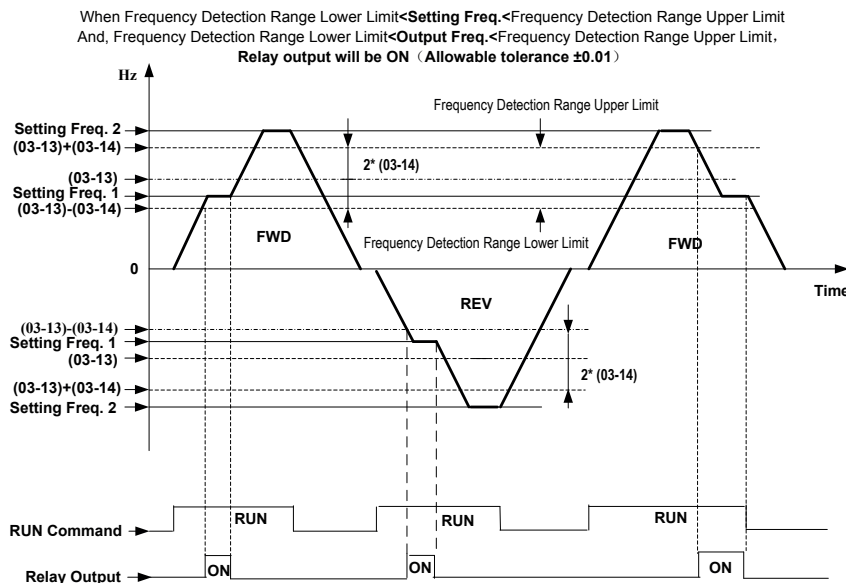 When Frequency Detection Range Lower Limit<Setting Freq.<Frequency Detection Range Upper Limit
And, Frequency Detection Range Lower Limit<Output Freq.<Frequency Detection Range Upper Limit,
Relay output will be ON（Allowable tolerance ±0.01）
Hz
Frequency Detection Range Upper Limit
Setting Freq. 2
(03-13)+(03-14)
2* (03-14)
(03-13)
Setting Freq. 1
(03-13)-(03-14)
FWD
Frequency Detection Range Lower Limit
FWD
0
Time
REV
(03-13)-(03-14)
Setting Freq. 1
(03-13)
2* (03-14)
(03-13)+(03-14)
Setting Freq. 2
RUN
RUN
RUN
RUN Command
ON
ON
ON
Relay Output